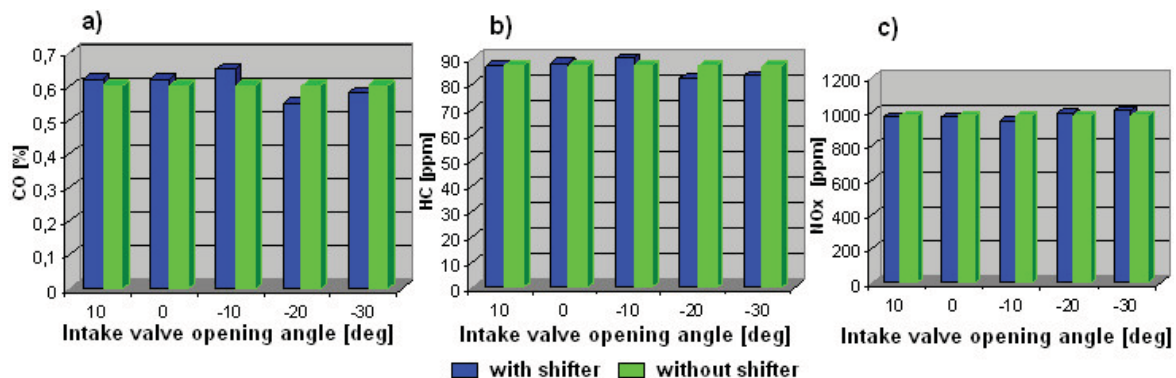 a)
0,7
0,6
0,5
0,4
0,3
0,2
0,1
0
CO [%]
10 0 -10 -20 -30
Intake valve opening angle [deg]
b)
90
80
70
60
50
40
30
20
10
0
HC [ppm]
10 0 -10 -20 -30
Intake valve opening angle [deg]
c)
1200
1000
800
600
400
200
0
NOx [ppm]
10 0 -10 -20 -30
Intake valve opening angle [deg]
with shifter without shifter